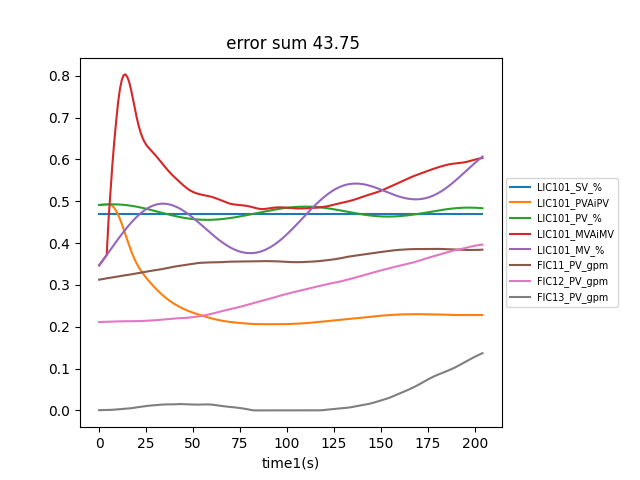 error sum 43.75
0.8
0.7
0.6
0.5
0.4
0.3
0.2
0.1
0.0
0 25 50 75 100 125 150 175 200
time1(s)
LIC101_SV_%
LIC101_PVAiPV
LIC101_PV_%
LIC101_MVAiMV
LIC101_MV_%
FIC11_PV_gpm
FIC12_PV_gpm
FIC13_PV_gpm